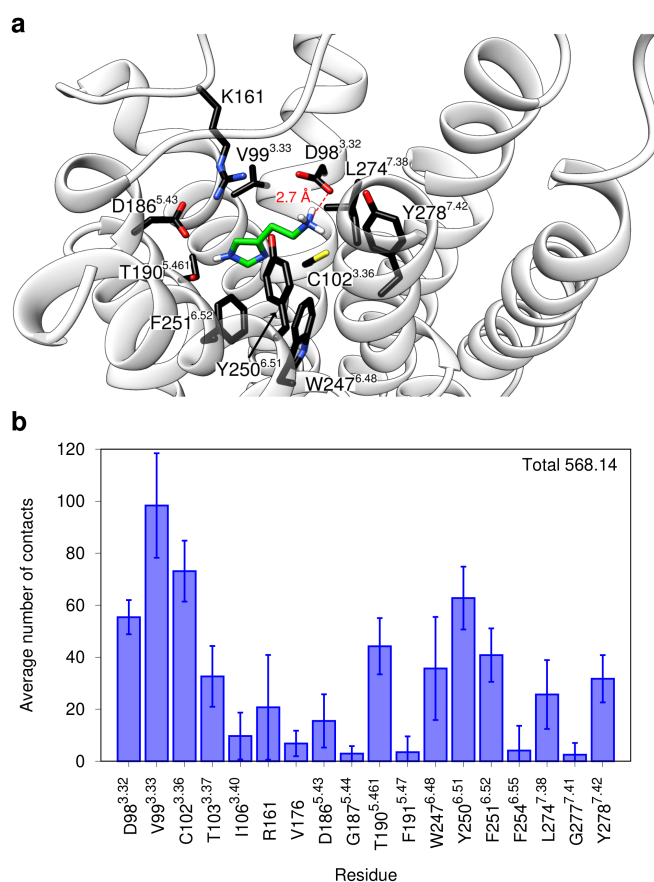 a
K161
V99^3.33 D98^3.32
L274^7.38
2.7 Å
D186^5.43
Y278^7.42
T190^5.461
C102^3.36
F251^6.52
Y250^6.51
W247^6.48
b
Total 568.14
120
100
80
60
40
20
0
Average number of contacts
D98^3.32
V99^3.33
C102^3.36
T103^3.37
I106^3.40
R161
V176
D186^5.43
G187^5.44
T190^5.461
F191^5.47
W247^6.48
Y250^6.51
F251^6.52
F254^6.55
L274^7.38
G277^7.41
Y278^7.42
Residue